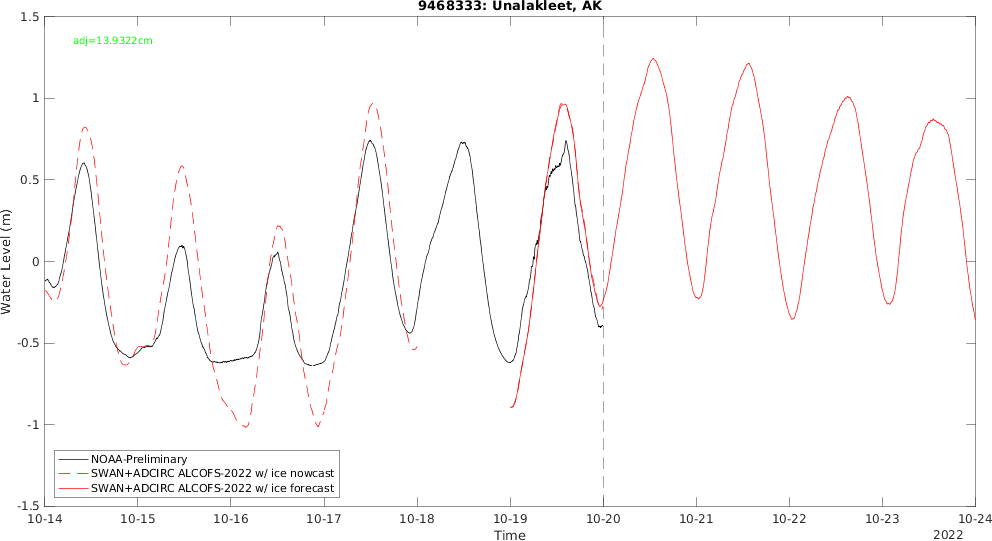 9468333: Unalakleet, AK
adj=13.9322cm
1.5
1
0.5
0
-0.5
-1
-1.5
Water Level (m)
NOAA-Preliminary
SWAN+ADCIRC ALCOFS-2022 w/ ice nowcast
SWAN+ADCIRC ALCOFS-2022 w/ ice forecast
10-14 10-15 10-16 10-17 10-18 10-19 10-20 10-21 10-22 10-23 10-24
Time
2022